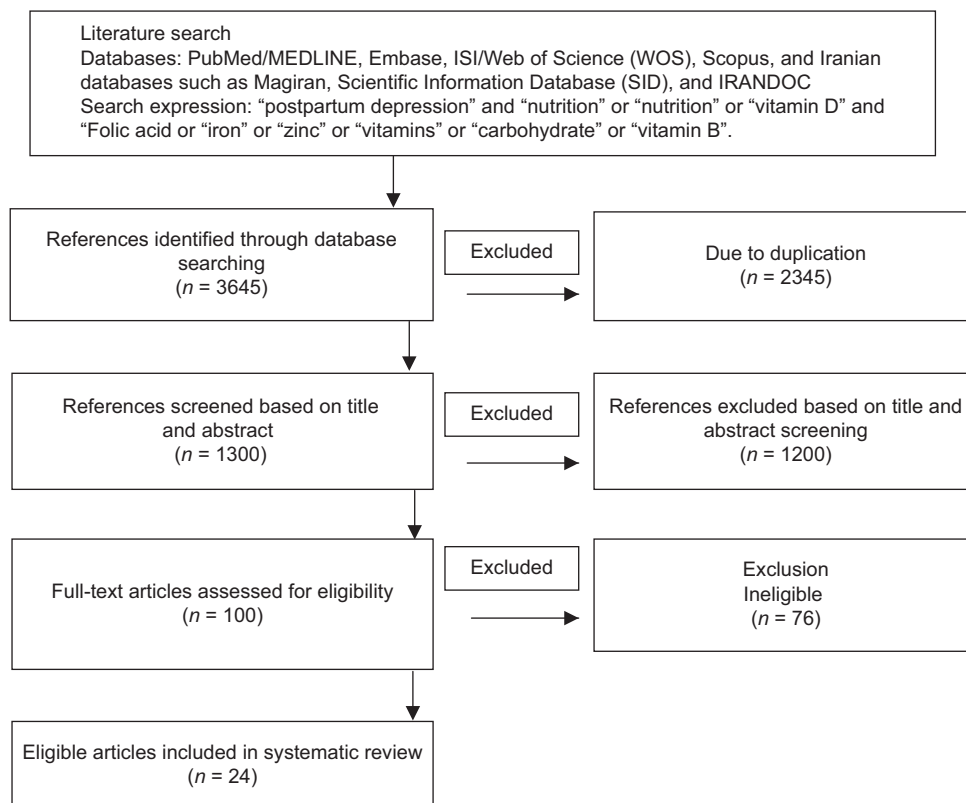 Literature search
Databases: PubMed/MEDLINE, Embase, ISI/Web of Science (WOS), Scopus, and Iranian
databases such as Magiran, Scientific Information Database (SID), and IRANDOC
Search expression: “postpartum depression” and “nutrition” or “nutrition” or “vitamin D” and
“Folic acid or “iron” or “zinc” or “vitamins” or “carbohydrate” or “vitamin B”.
References identified through database
searching
(n = 3645)
Excluded
Due to duplication
(n = 2345)
References screened based on title
and abstract
(n = 1300)
Excluded
References excluded based on title and
abstract screening
(n = 1200)
Full-text articles assessed for eligibility
(n = 100)
Excluded
Exclusion
Ineligible
(n = 76)
Eligible articles included in systematic review
(n = 24)